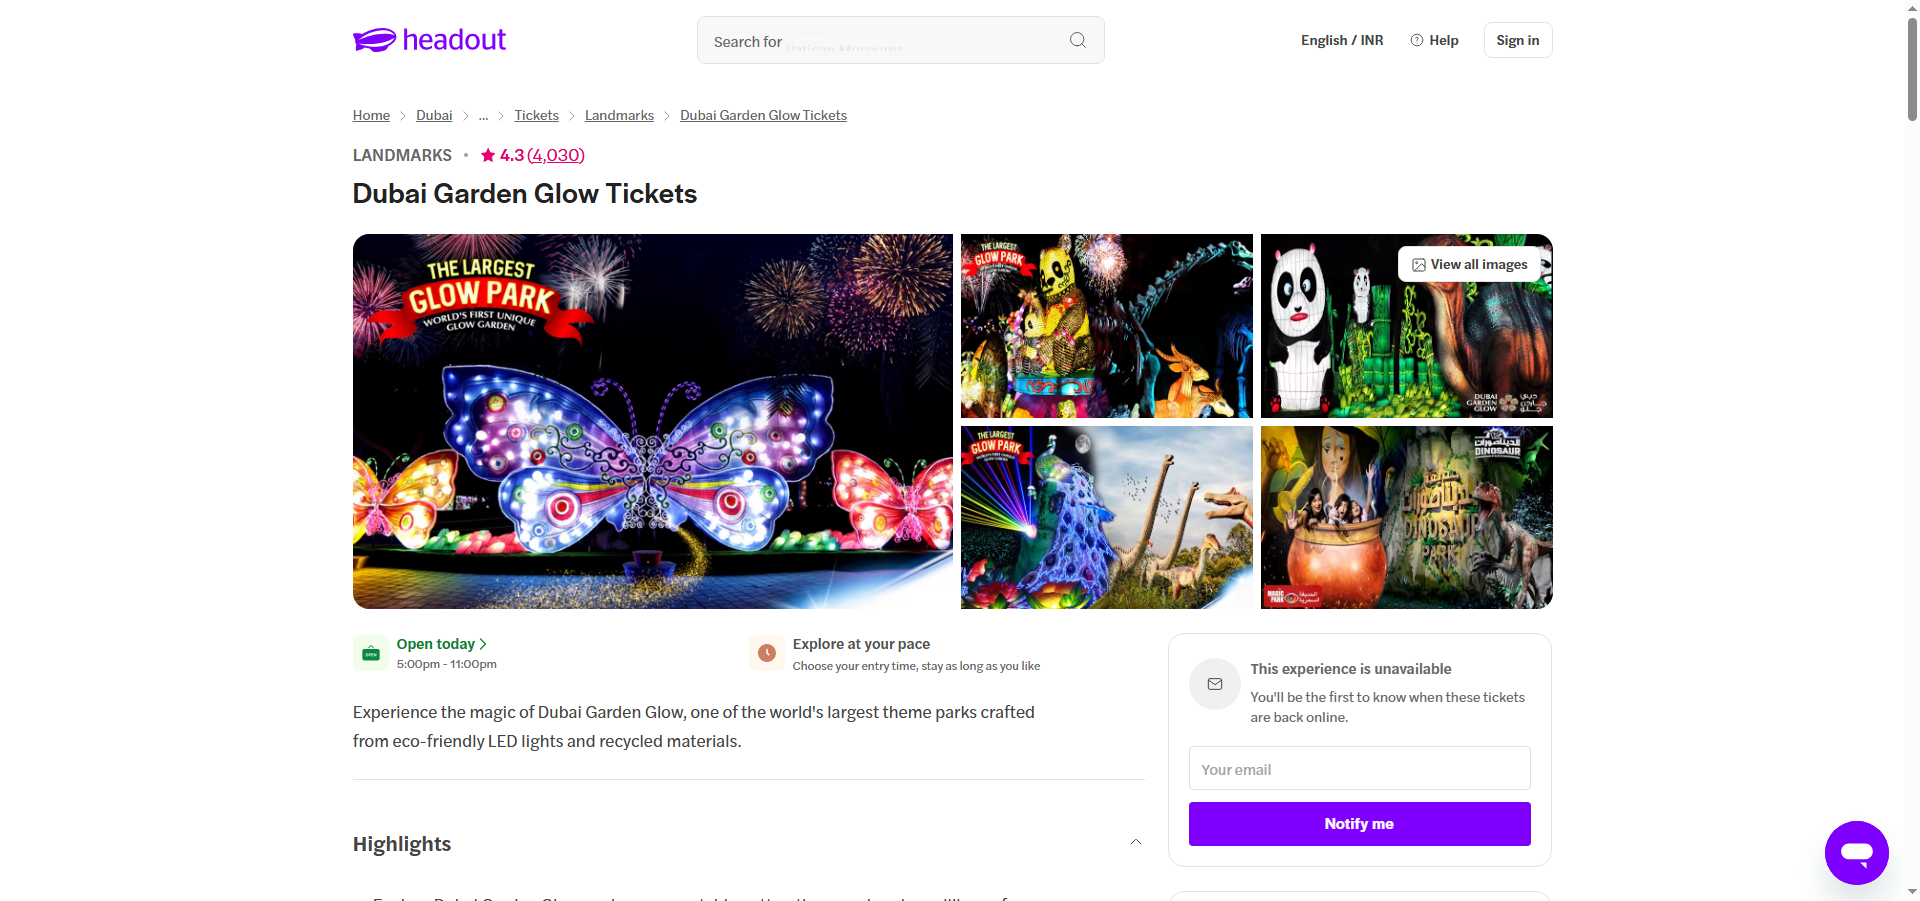 headout
Search for
English / INR
Help
Sign in
Home
Dubai
...
Tickets
Landmarks
Dubai Garden Glow Tickets
LANDMARKS • 4.3 (4,030)
Dubai Garden Glow Tickets
THE LARGEST
GLOW PARK
WORLD'S FIRST UNIQUE
GLOW GARDEN
THE LARGEST
GLOW PARK
View all images
DUBAI
GARDEN
GLOW
دبي
جاردن
جلو
THE LARGEST
GLOW PARK
DINOSAUR
DINOSAUR
PARK
MAGIC
PARK
Open today
5:00pm - 11:00pm
OPEN
Explore at your pace
Choose your entry time, stay as long as you like
Experience the magic of Dubai Garden Glow, one of the world's largest theme parks crafted
from eco-friendly LED lights and recycled materials.
This experience is unavailable
You'll be the first to know when these tickets
are back online.
Your email
Notify me
Highlights